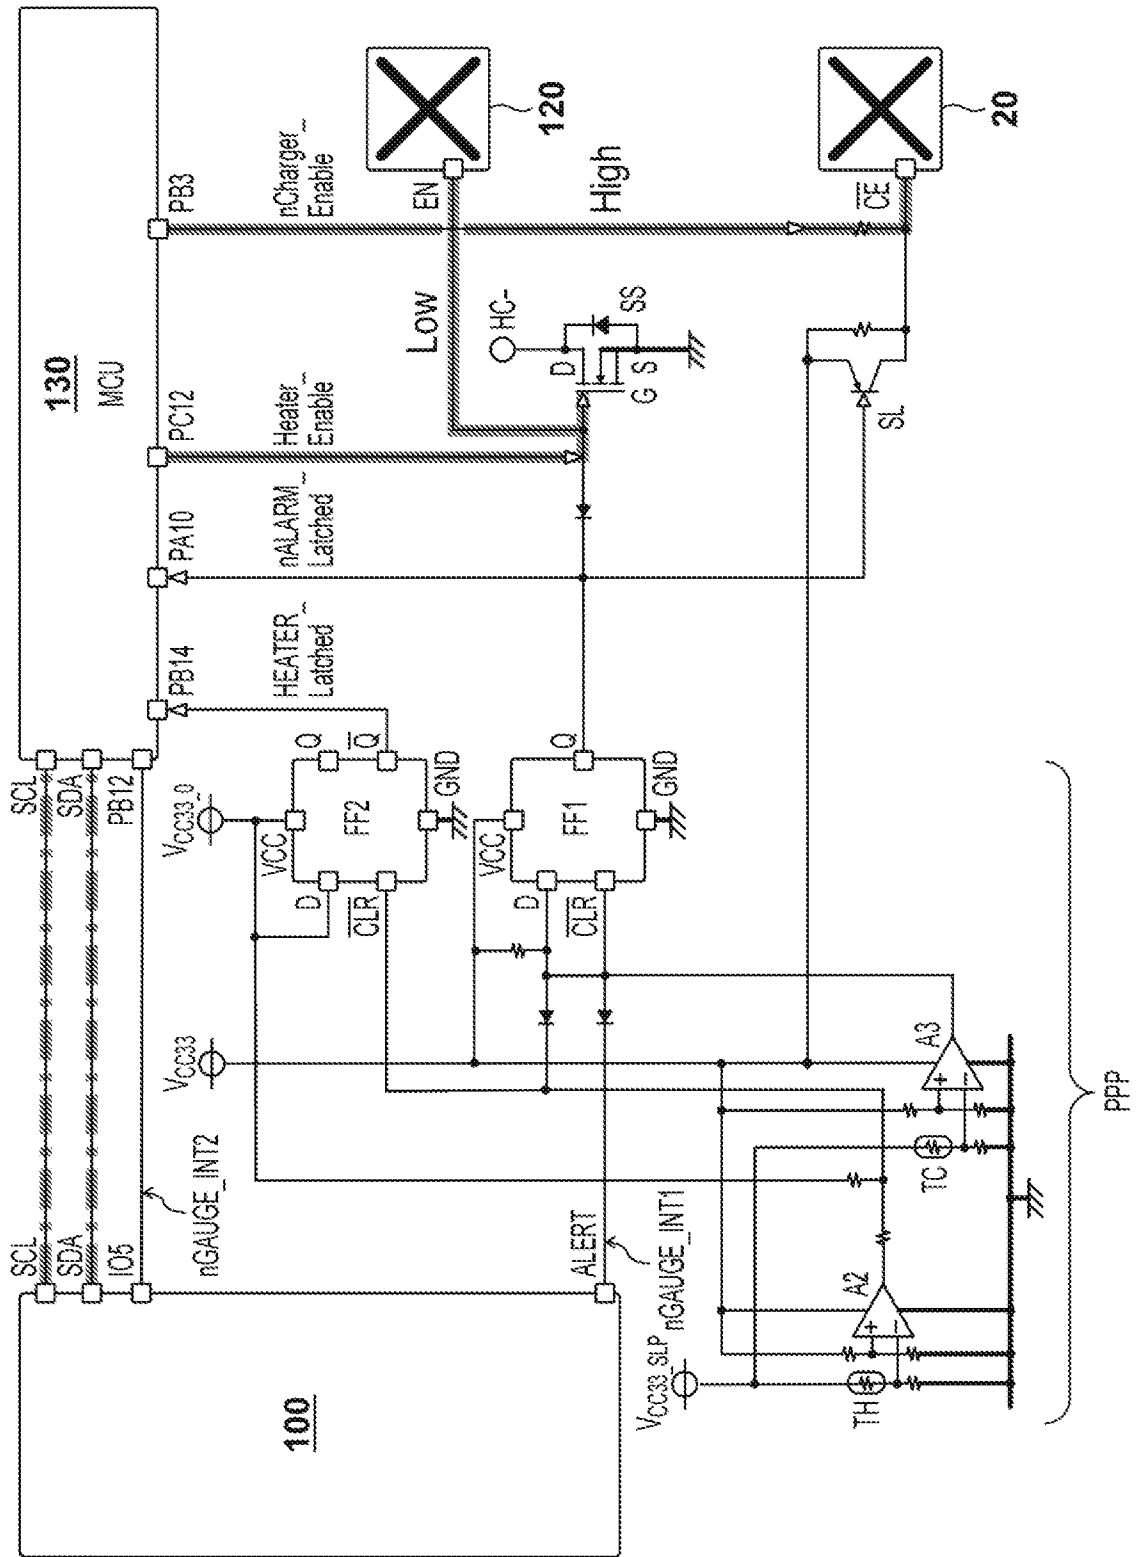 130
MCU
SCL
SDA
PB12
PB14
PA10
PC12
PB3
HEATER_
Latched
nALARM_
Latched
Heater_
Enable
nCharger_
Enable
120
EN
Low
High
20
CE
HC-
D
S
G
SS
SL
VCC33_0
VCC
D
CLR
FF2
Q
Q
GND
VCC
D
CLR
FF1
Q
GND
VCC33
SCL
SDA
IO5
nGAUGE_INT2
ALERT
nGAUGE_INT1
100
VCC33_SLP
TH
A2
+
−
TC
A3
+
−
PPP